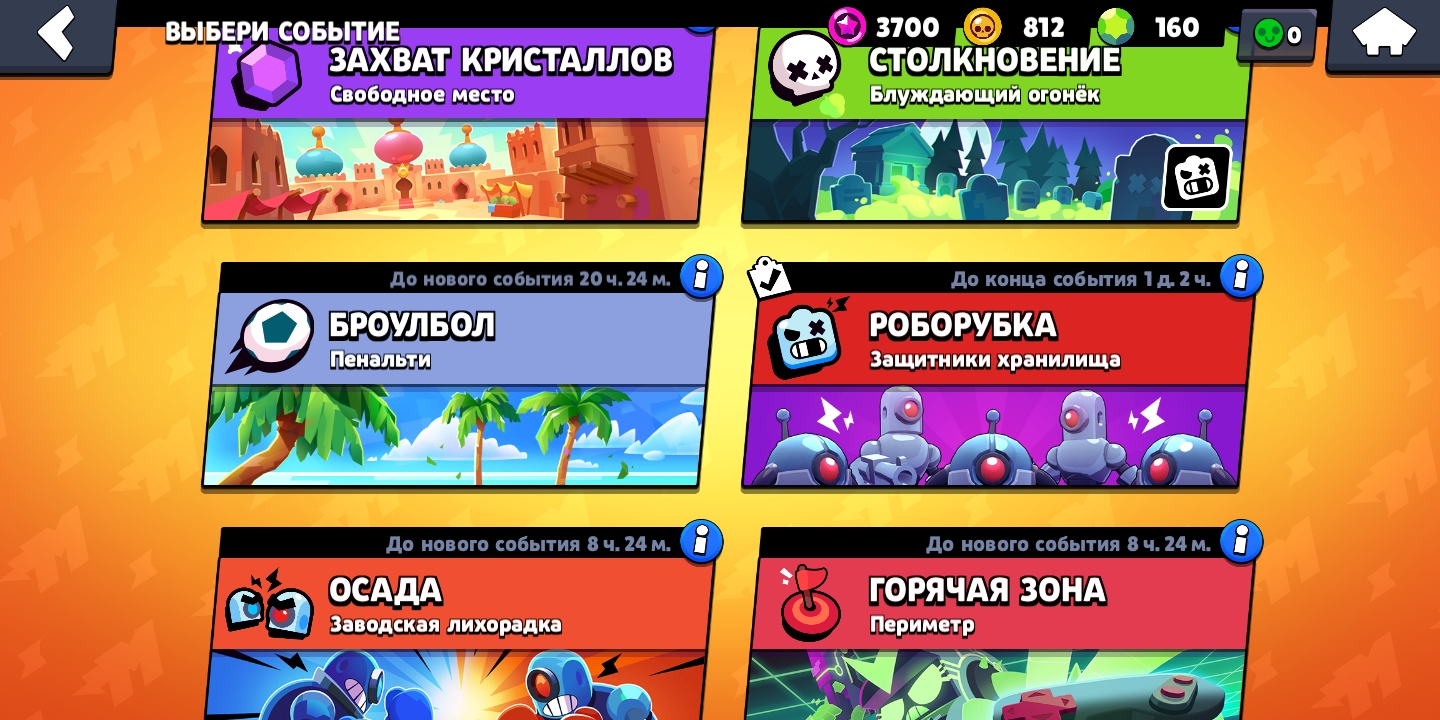 ВЫБЕРИ СОБЫТИЕ
3700
812
160
0
ЗАХВАТ КРИСТАЛЛОВ
Свободное место
СТОЛКНОВЕНИЕ
Блуждающий огонёк
До нового события 20 ч. 24 м.
БРОУЛБОЛ
Пенальти
До конца события 1 д. 2 ч.
РОБОРУБКА
Защитники хранилища
До нового события 8 ч. 24 м.
ОСАДА
Заводская лихорадка
До нового события 8 ч. 24 м.
ГОРЯЧАЯ ЗОНА
Периметр